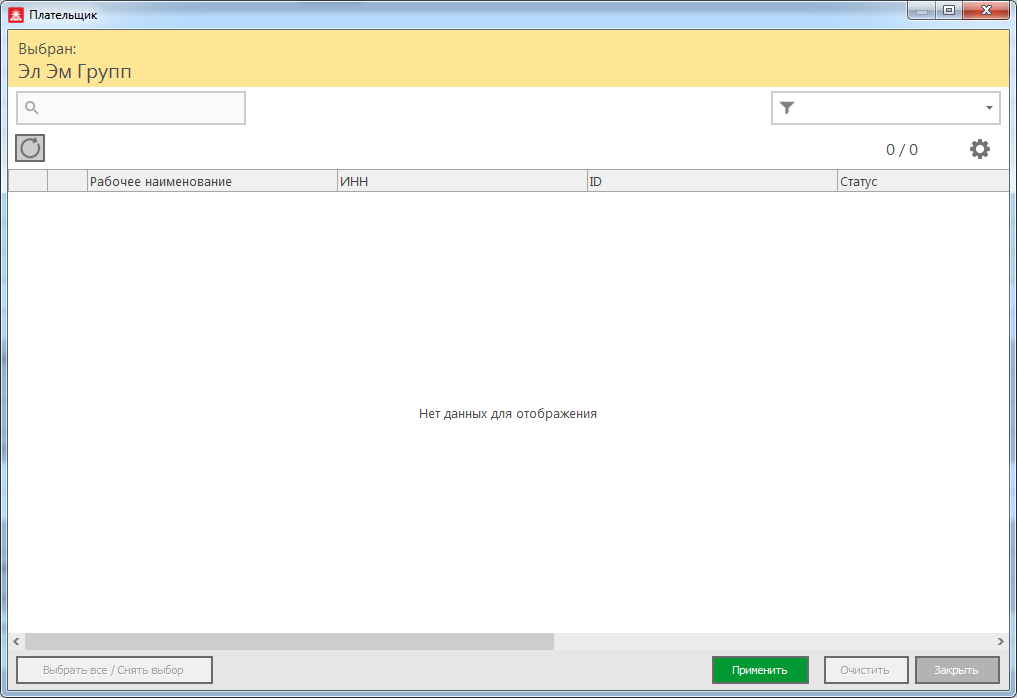 Плательщик
Выбран:
Эл Эм Групп
0 / 0
Рабочее наименование ИНН ID Статус
Нет данных для отображения
Выбрать все / Снять выбор Применить Очистить Закрыть